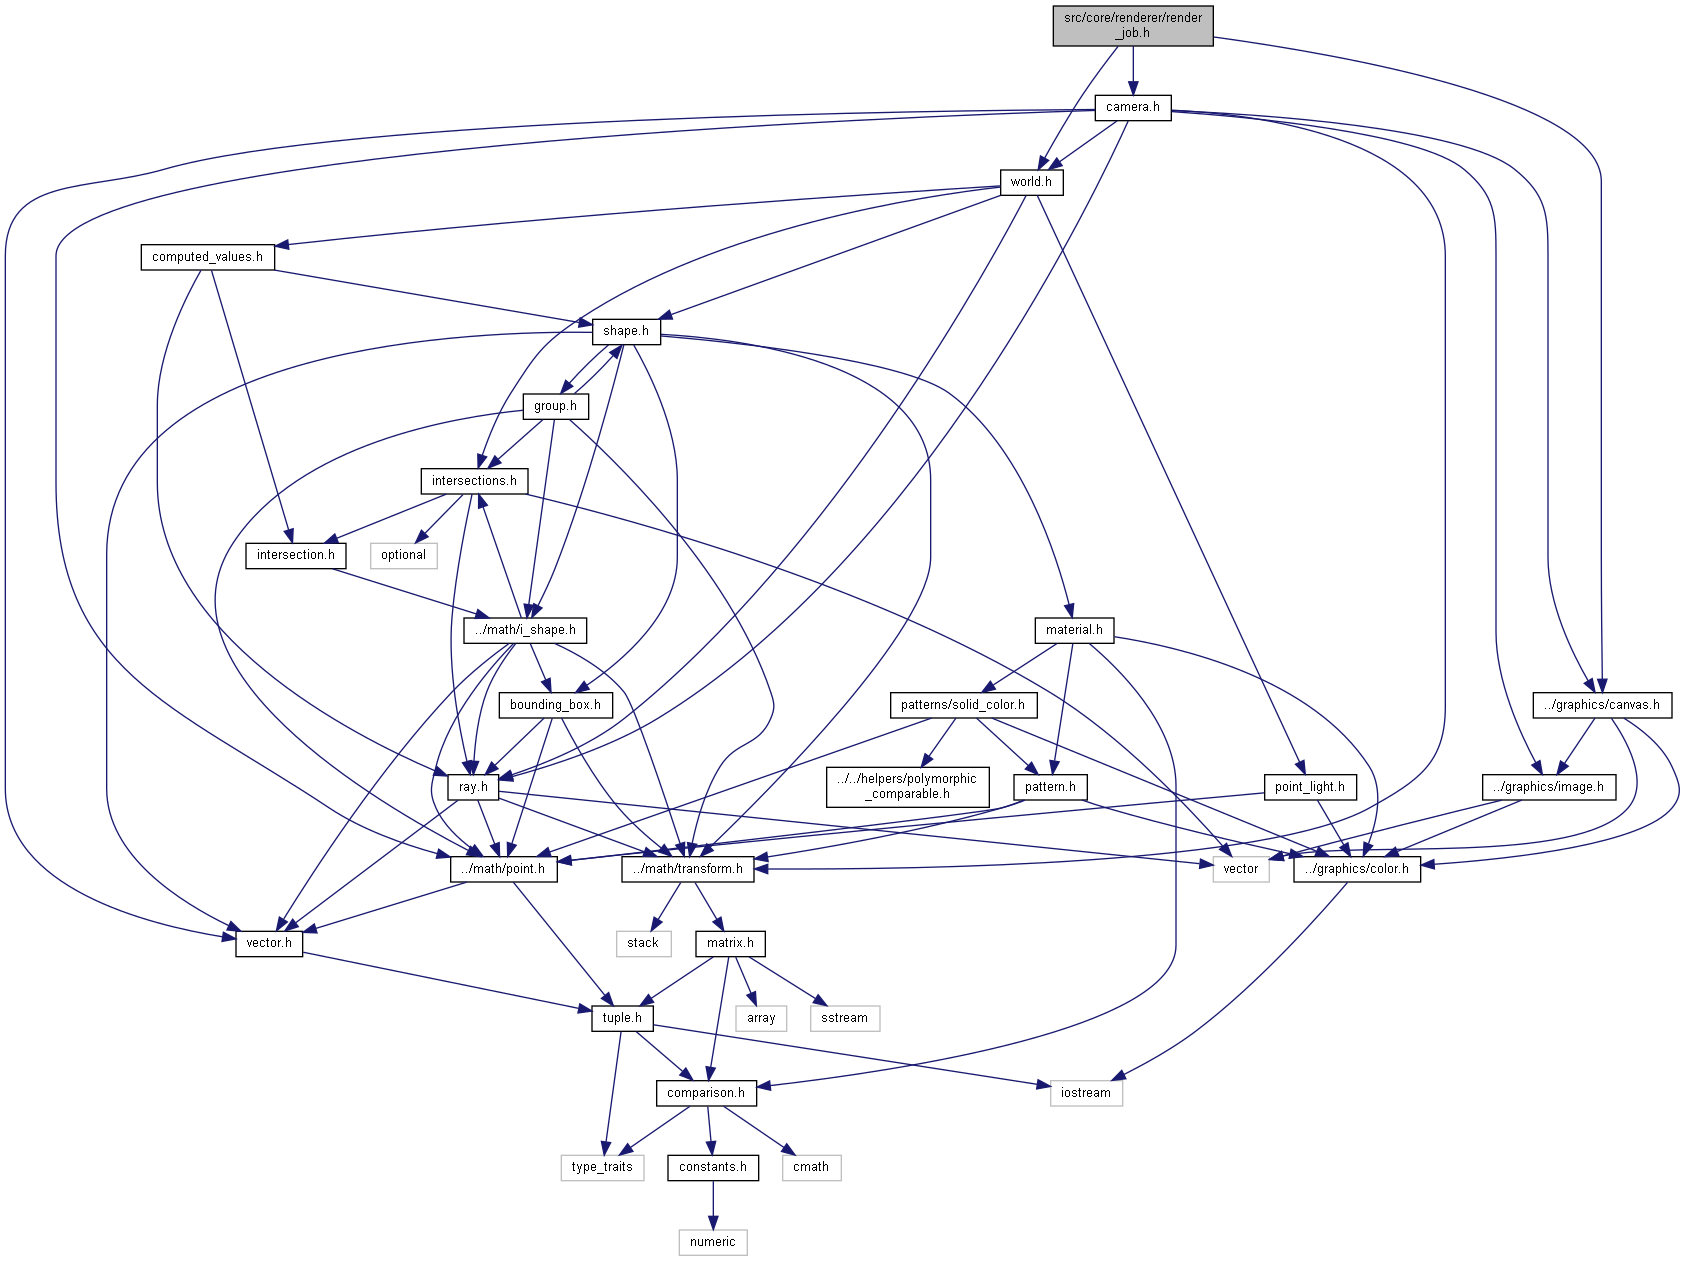 src/core/renderer/render
_job.h
camera.h
world.h
computed_values.h
shape.h
group.h
intersections.h
intersection.h
optional
../math/i_shape.h
material.h
bounding_box.h
patterns/solid_color.h
../graphics/canvas.h
ray.h
../../helpers/polymorphic
_comparable.h
pattern.h
point_light.h
../graphics/image.h
../math/point.h
../math/transform.h
vector
../graphics/color.h
vector.h
stack
matrix.h
tuple.h
array
sstream
comparison.h
iostream
type_traits
constants.h
cmath
numeric